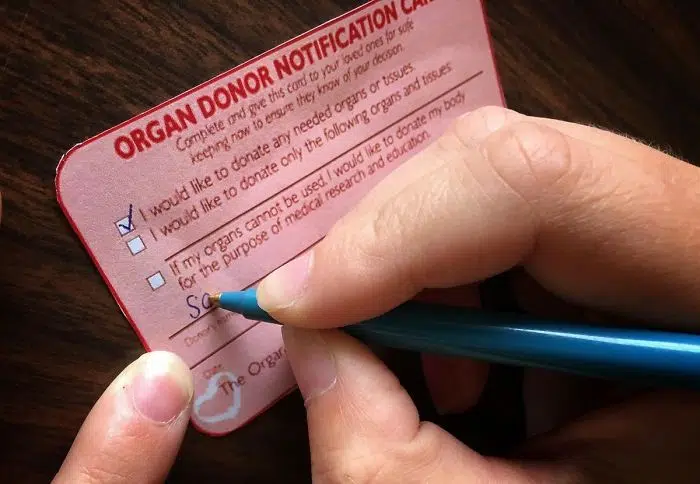 ORGAN DONOR NOTIFICATION
Complete and give this card to your loved ones for safe
keeping now to ensure they know of your decision.
I would like to donate any needed organs or tissues
I would like to donate only the following organs and tissues
If my organs cannot be used, I would like to donate my body
for the purpose of medical research and education.
Sa
Date
The Organ